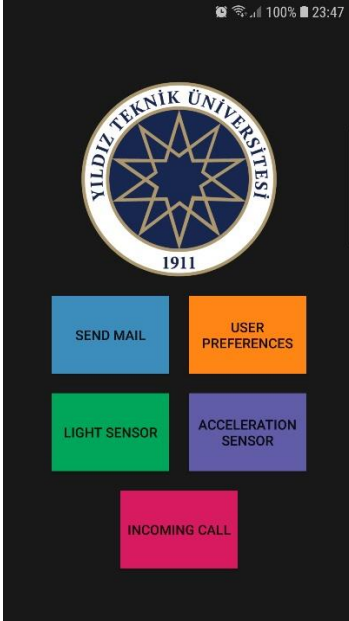 100% 23:47
YILDIZ TEKNİK ÜNİVERSİTESİ
1911
SEND MAIL
USER
PREFERENCES
LIGHT SENSOR
ACCELERATION
SENSOR
INCOMING CALL